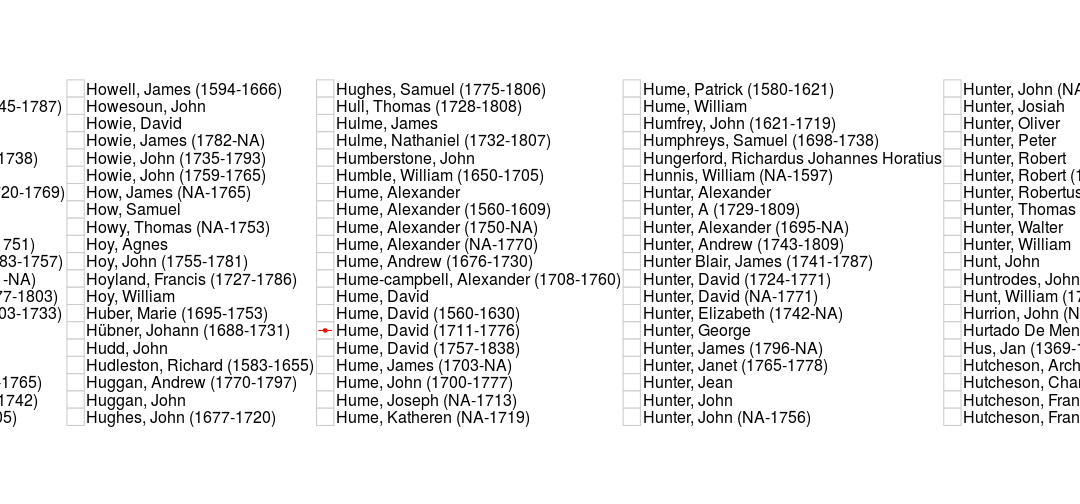 45-1787)
1738)
20-1769)
751)
83-1757)
-NA)
77-1803)
03-1733)
-1765)
1742)
05)
Howell, James (1594-1666)
Howesoun, John
Howie, David
Howie, James (1782-NA)
Howie, John (1735-1793)
Howie, John (1759-1765)
How, James (NA-1765)
How, Samuel
Howy, Thomas (NA-1753)
Hoy, Agnes
Hoy, John (1755-1781)
Hoyland, Francis (1727-1786)
Hoy, William
Huber, Marie (1695-1753)
Hübner, Johann (1688-1731)
Hudd, John
Hudleston, Richard (1583-1655)
Huggan, Andrew (1770-1797)
Huggan, John
Hughes, John (1677-1720)
Hughes, Samuel (1775-1806)
Hull, Thomas (1728-1808)
Hulme, James
Hulme, Nathaniel (1732-1807)
Humberstone, John
Humble, William (1650-1705)
Hume, Alexander
Hume, Alexander (1560-1609)
Hume, Alexander (1750-NA)
Hume, Alexander (NA-1770)
Hume, Andrew (1676-1730)
Hume-campbell, Alexander (1708-1760)
Hume, David
Hume, David (1560-1630)
Hume, David (1711-1776)
Hume, David (1757-1838)
Hume, James (1703-NA)
Hume, John (1700-1777)
Hume, Joseph (NA-1713)
Hume, Katheren (NA-1719)
Hume, Patrick (1580-1621)
Hume, William
Humfrey, John (1621-1719)
Humphreys, Samuel (1698-1738)
Hungerford, Richardus Johannes Horatius
Hunnis, William (NA-1597)
Huntar, Alexander
Hunter, A (1729-1809)
Hunter, Alexander (1695-NA)
Hunter, Andrew (1743-1809)
Hunter Blair, James (1741-1787)
Hunter, David (1724-1771)
Hunter, David (NA-1771)
Hunter, Elizabeth (1742-NA)
Hunter, George
Hunter, James (1796-NA)
Hunter, Janet (1765-1778)
Hunter, Jean
Hunter, John
Hunter, John (NA-1756)
Hunter, John (NA
Hunter, Josiah
Hunter, Oliver
Hunter, Peter
Hunter, Robert
Hunter, Robert (1
Hunter, Robertus
Hunter, Thomas
Hunter, Walter
Hunter, William
Hunt, John
Huntrodes, John
Hunt, William (17
Hurrion, John (N
Hurtado De Men
Hus, Jan (1369-1
Hutcheson, Arch
Hutcheson, Char
Hutcheson, Fran
Hutcheson, Fran